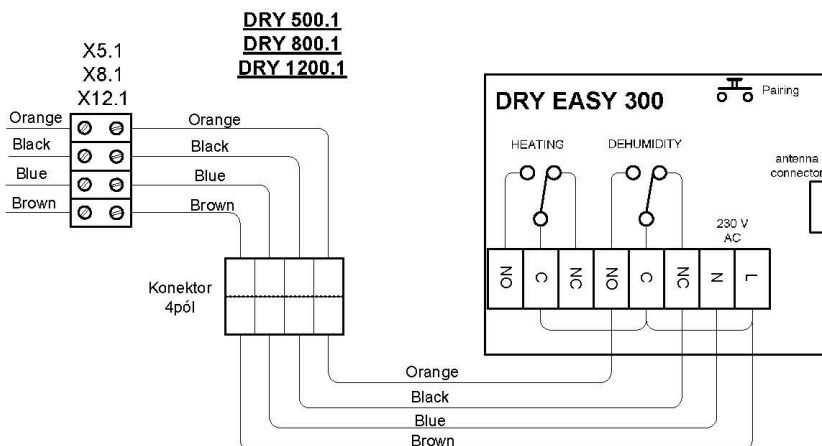 DRY 500.1
DRY 800.1
DRY 1200.1
X5.1
X8.1
X12.1
Orange
Black
Blue
Brown
Orange
Black
Blue
Brown
Konektor
4pól
DRY EASY 300
Pairing
HEATING
DEHUMIDITY
antenna
connector
230 V
AC
NO
C
NC
NO
C
NC
N
L
Orange
Black
Blue
Brown